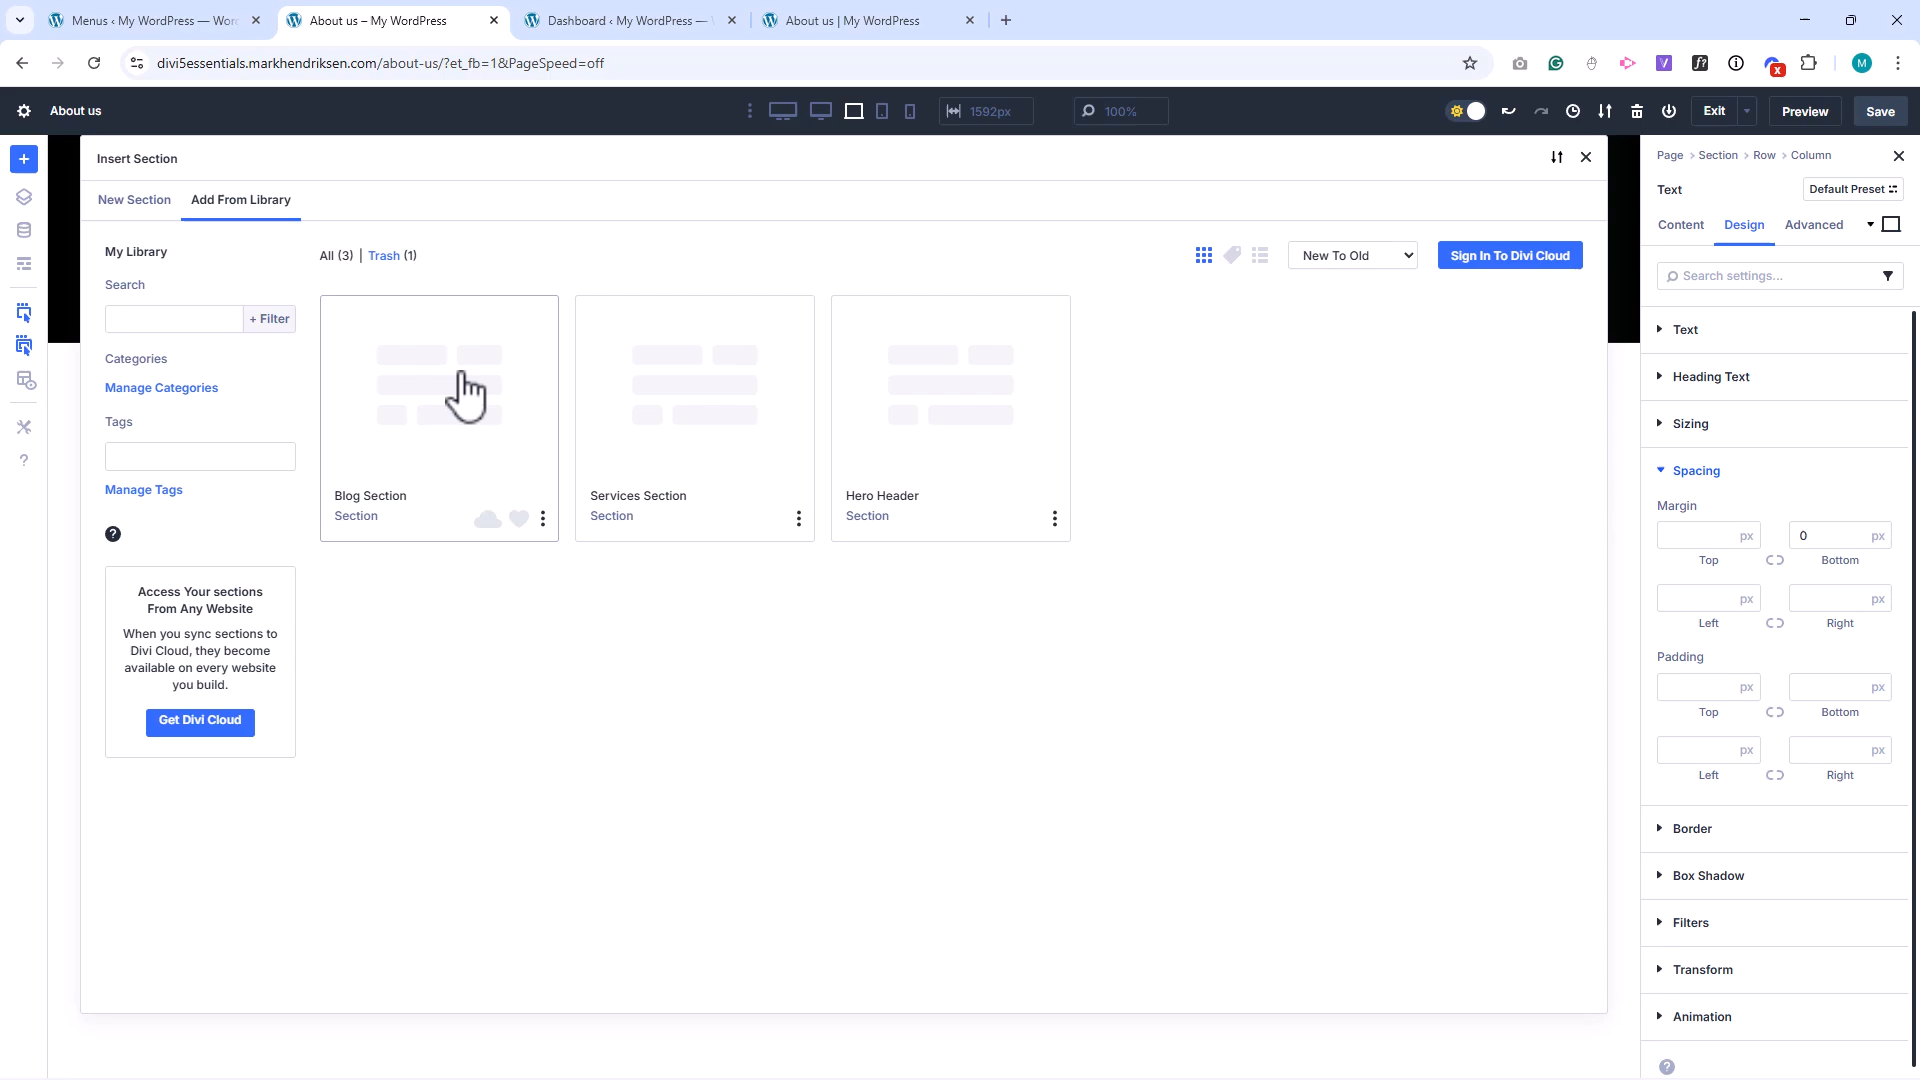 Menus ‹ My WordPress — Wor
About us – My WordPress
Dashboard ‹ My WordPress —
About us | My WordPress
divi5essentials.markhendriksen.com/about-us/?et_fb=1&PageSpeed=off
M
About us
1592px
100%
Exit
Preview
Save
Insert Section
New Section
Add From Library
My Library
Search
+ Filter
Categories
Manage Categories
Tags
Manage Tags
?
Access Your sections
From Any Website
When you sync sections to
Divi Cloud, they become
available on every website
you build.
Get Divi Cloud
All (3) | Trash (1)
New To Old
Sign In To Divi Cloud
Blog Section
Section
Services Section
Section
Hero Header
Section
Page > Section > Row > Column
Text
Default Preset
Content
Design
Advanced
Search settings...
Text
Heading Text
Sizing
Spacing
Margin
px
0 px
Top
Bottom
px
px
Left
Right
Padding
px
px
Top
Bottom
px
px
Left
Right
Border
Box Shadow
Filters
Transform
Animation
?